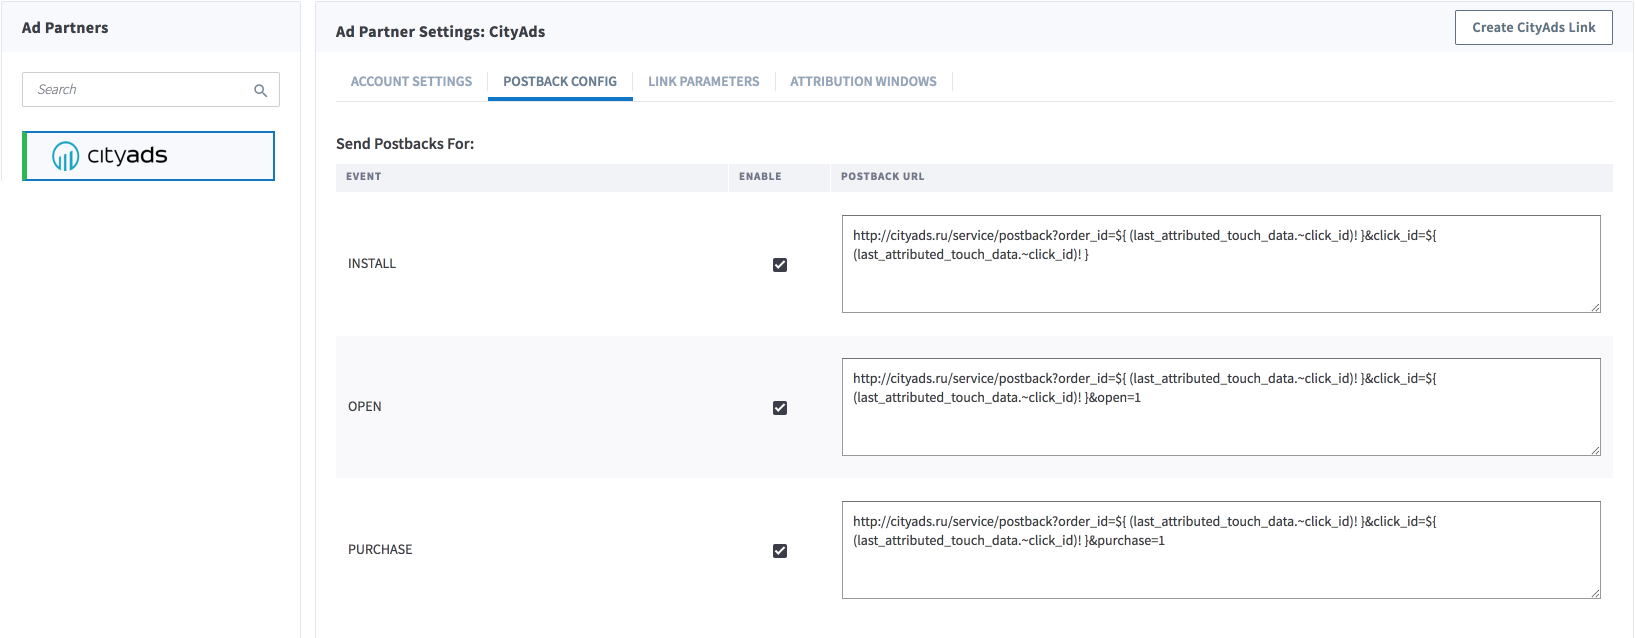 Ad Partners
Search
cityads
Ad Partner Settings: CityAds
Create CityAds Link
ACCOUNT SETTINGS
POSTBACK CONFIG
LINK PARAMETERS
ATTRIBUTION WINDOWS
Send Postbacks For:
EVENT
ENABLE
POSTBACK URL
INSTALL
http://cityads.ru/service/postback?order_id=${ (last_attributed_touch_data.~click_id)! }&click_id=${
(last_attributed_touch_data.~click_id)! }
OPEN
http://cityads.ru/service/postback?order_id=${ (last_attributed_touch_data.~click_id)! }&click_id=${
(last_attributed_touch_data.~click_id)! }&open=1
PURCHASE
http://cityads.ru/service/postback?order_id=${ (last_attributed_touch_data.~click_id)! }&click_id=${
(last_attributed_touch_data.~click_id)! }&purchase=1